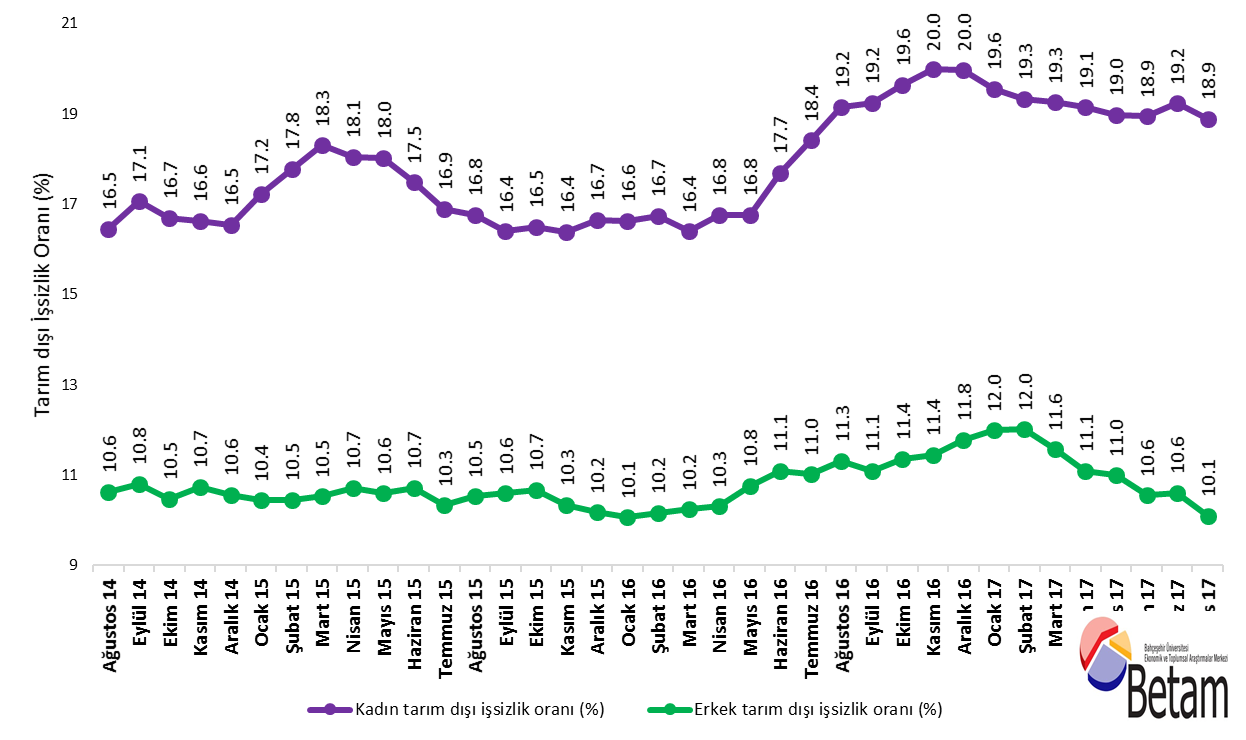 21
19
17
15
13
11
9
Tarım dışı İşsizlik Oranı (%)
16.5
17.1
16.7
16.6
16.5
17.2
17.8
18.3
18.1
18.0
17.5
16.9
16.8
16.4
16.5
16.4
16.7
16.6
16.7
16.4
16.8
16.8
17.7
18.4
19.2
19.2
19.6
20.0
20.0
19.6
19.3
19.3
19.1
19.0
18.9
19.2
18.9
10.6
10.8
10.5
10.7
10.6
10.4
10.5
10.5
10.7
10.6
10.7
10.3
10.5
10.6
10.7
10.3
10.2
10.1
10.2
10.2
10.3
10.8
11.1
11.0
11.3
11.1
11.4
11.4
11.8
12.0
12.0
11.6
11.1
11.0
10.6
10.6
10.1
Ağustos 14
Eylül 14
Ekim 14
Kasım 14
Aralık 14
Ocak 15
Şubat 15
Mart 15
Nisan 15
Mayıs 15
Haziran 15
Temmuz 15
Ağustos 15
Eylül 15
Ekim 15
Kasım 15
Aralık 15
Ocak 16
Şubat 16
Mart 16
Nisan 16
Mayıs 16
Haziran 16
Temmuz 16
Ağustos 16
Eylül 16
Ekim 16
Kasım 16
Aralık 16
Ocak 17
Şubat 17
Mart 17
17
s 17
17
z 17
s 17
Bahçeşehir Üniversitesi
Ekonomik ve Toplumsal Araştırmalar Merkezi
Betam
Kadın tarım dışı işsizlik oranı (%)
Erkek tarım dışı işsizlik oranı (%)